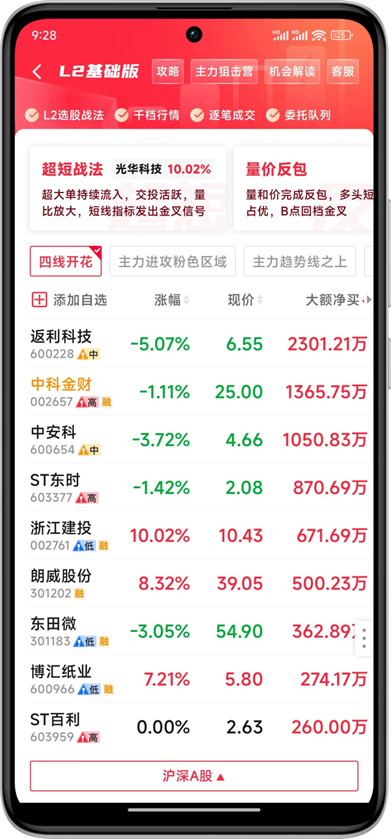 9:28
L2基础版 攻略 主力狙击营 机会解读 客服
L2选股战法 千档行情 逐笔成交 委托队列
超短战法 光华科技 10.02% 量价反包
超大单持续流入，交投活跃，量 量和价完成反包，多头短
比放大，短线指标发出金叉信号 占优，B点回档金叉
四线开花 主力进攻粉色区域 主力趋势线之上
添加自选 涨幅 现价 大额净买
返利科技 -5.07% 6.55 2301.21万
600228 中
中科金财 -1.11% 25.00 1365.75万
002657 高 融
中安科 -3.72% 4.66 1050.83万
600654 中
ST东时 -1.42% 2.08 870.69万
603377 高
浙江建投 10.02% 10.43 671.69万
002761 低 融
朗威股份 8.32% 39.05 500.23万
301202 融
东田微 -3.05% 54.90 362.89万
301183 低 融
博汇纸业 7.21% 5.80 274.17万
600966 低 融
ST百利 0.00% 2.63 260.00万
603959 高
沪深A股